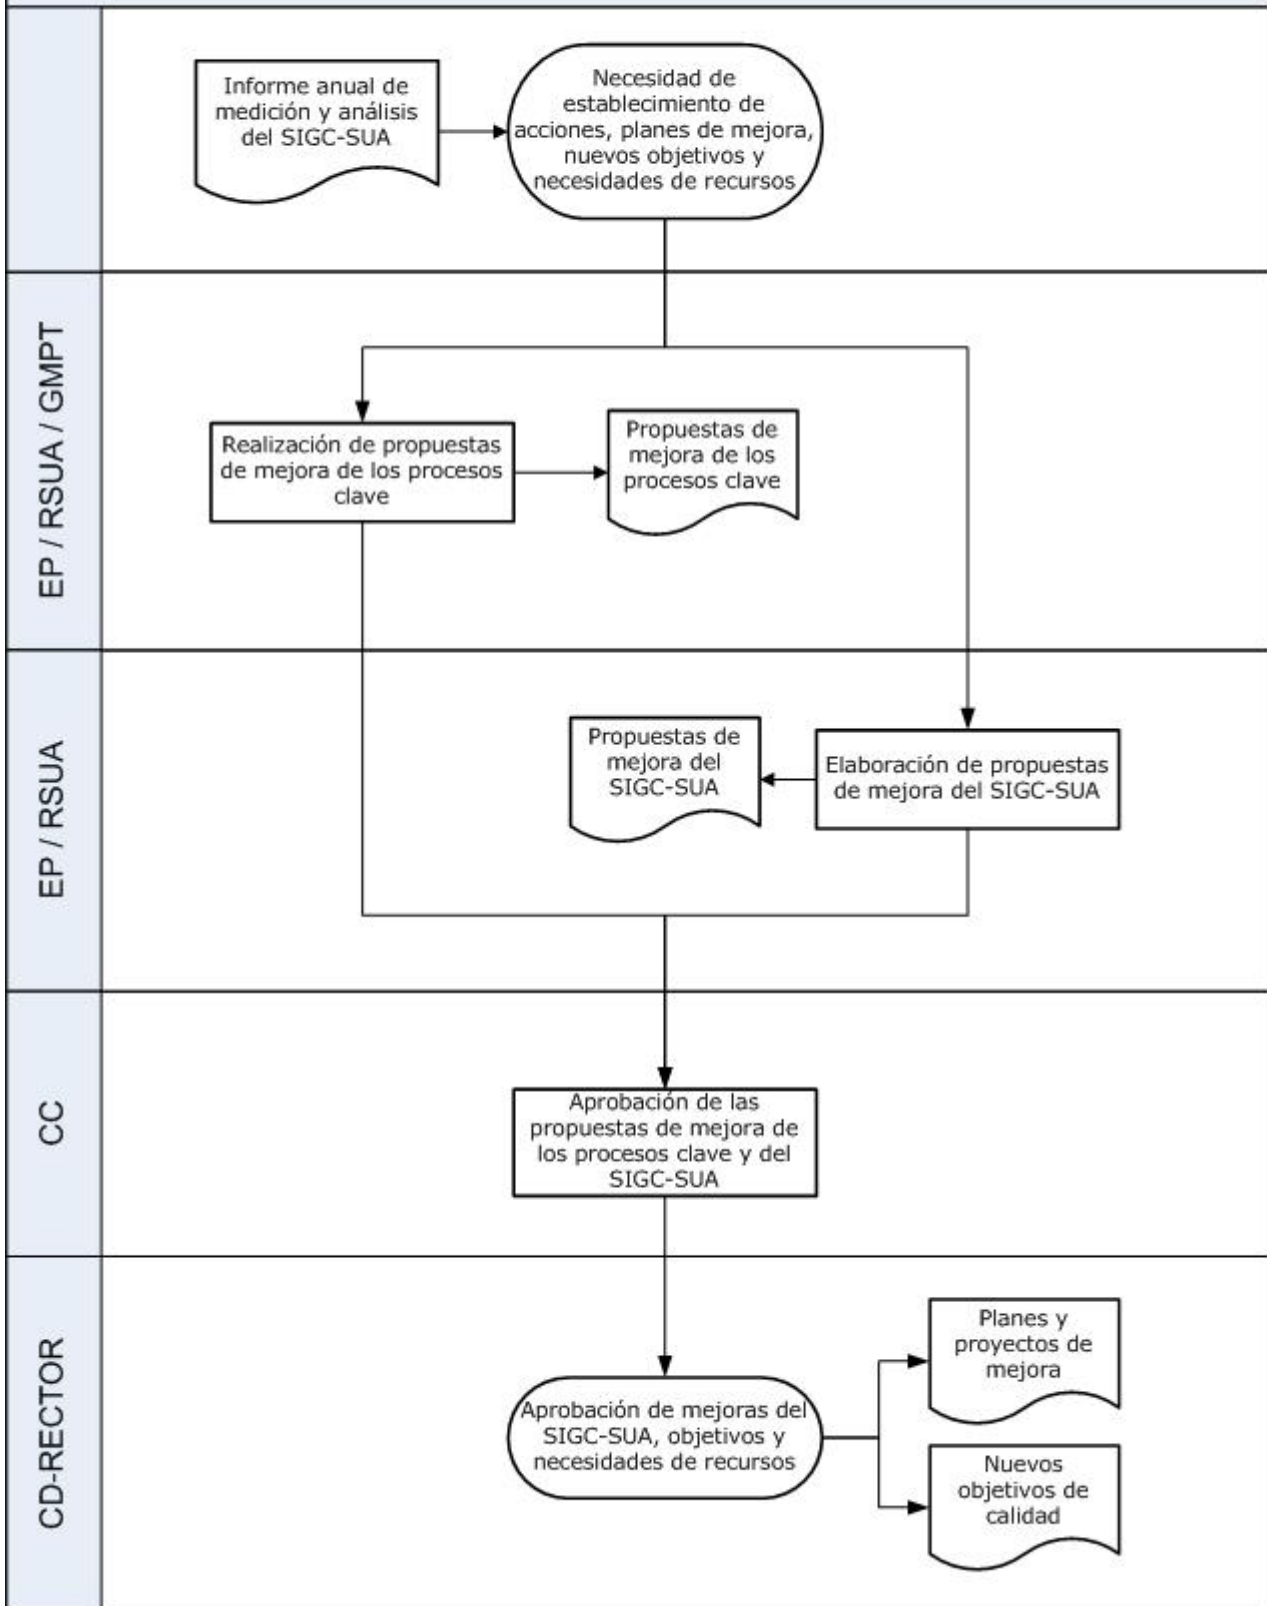 Informe anual de
medición y análisis
del SIGC-SUA
Necesidad de
establecimiento de
acciones, planes de mejora,
nuevos objetivos y
necesidades de recursos
EP / RSUA / GMPT
Realización de propuestas
de mejora de los procesos
clave
Propuestas de
mejora de los
procesos clave
EP / RSUA
Propuestas de
mejora del
SIGC-SUA
Elaboración de propuestas
de mejora del SIGC-SUA
CC
Aprobación de las
propuestas de mejora de
los procesos clave y del
SIGC-SUA
CD-RECTOR
Aprobación de mejoras del
SIGC-SUA, objetivos y
necesidades de recursos
Planes y
proyectos de
mejora
Nuevos
objetivos de
calidad